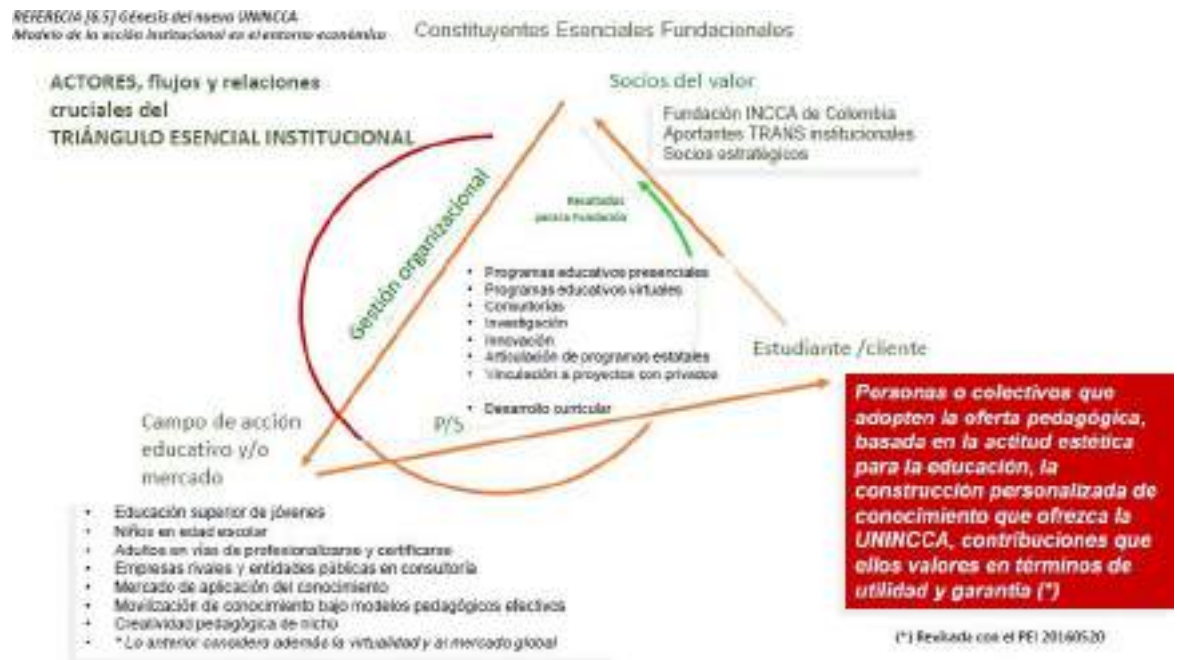 REFERECIA [6.5] Génesis del nuevo UNINCCA
Modelo de la acción institucional en el entorno económico
Constituyentes Esenciales Fundacionales
ACTORES, flujos y relaciones
cruciales del
TRIÁNGULO ESENCIAL INSTITUCIONAL
Socios del valor
Fundación INCCA de Colombia
Aportantes TRANS institucionales
Socios estratégicos
Gestión organizacional
Resultados
para la Fundación
• Programas educativos presenciales
• Programas educativos virtuales
• Consultorías
• Investigación
• Innovación
• Articulación de programas estatales
• Vinculación a proyectos con privados
• Desarrollo curricular
P/S
Estudiante /cliente
Personas o colectivos que
adopten la oferta pedagógica,
basada en la actitud estética
para la educación, la
construcción personalizada de
conocimiento que ofrezca la
UNINCCA, contribuciones que
ellos valores en términos de
utilidad y garantía (*)
(*) Revisada con el PEI 20160520
Campo de acción
educativo y/o
mercado
• Educación superior de jóvenes
• Niños en edad escolar
• Adultos en vías de profesionalizarse y certificarse
• Empresas rivales y entidades públicas en consultoría
• Mercado de aplicación del conocimiento
• Movilización de conocimiento bajo modelos pedagógicos efectivos
• Creatividad pedagógica de nicho
• * Lo anterior considera además la virtualidad y al mercado global